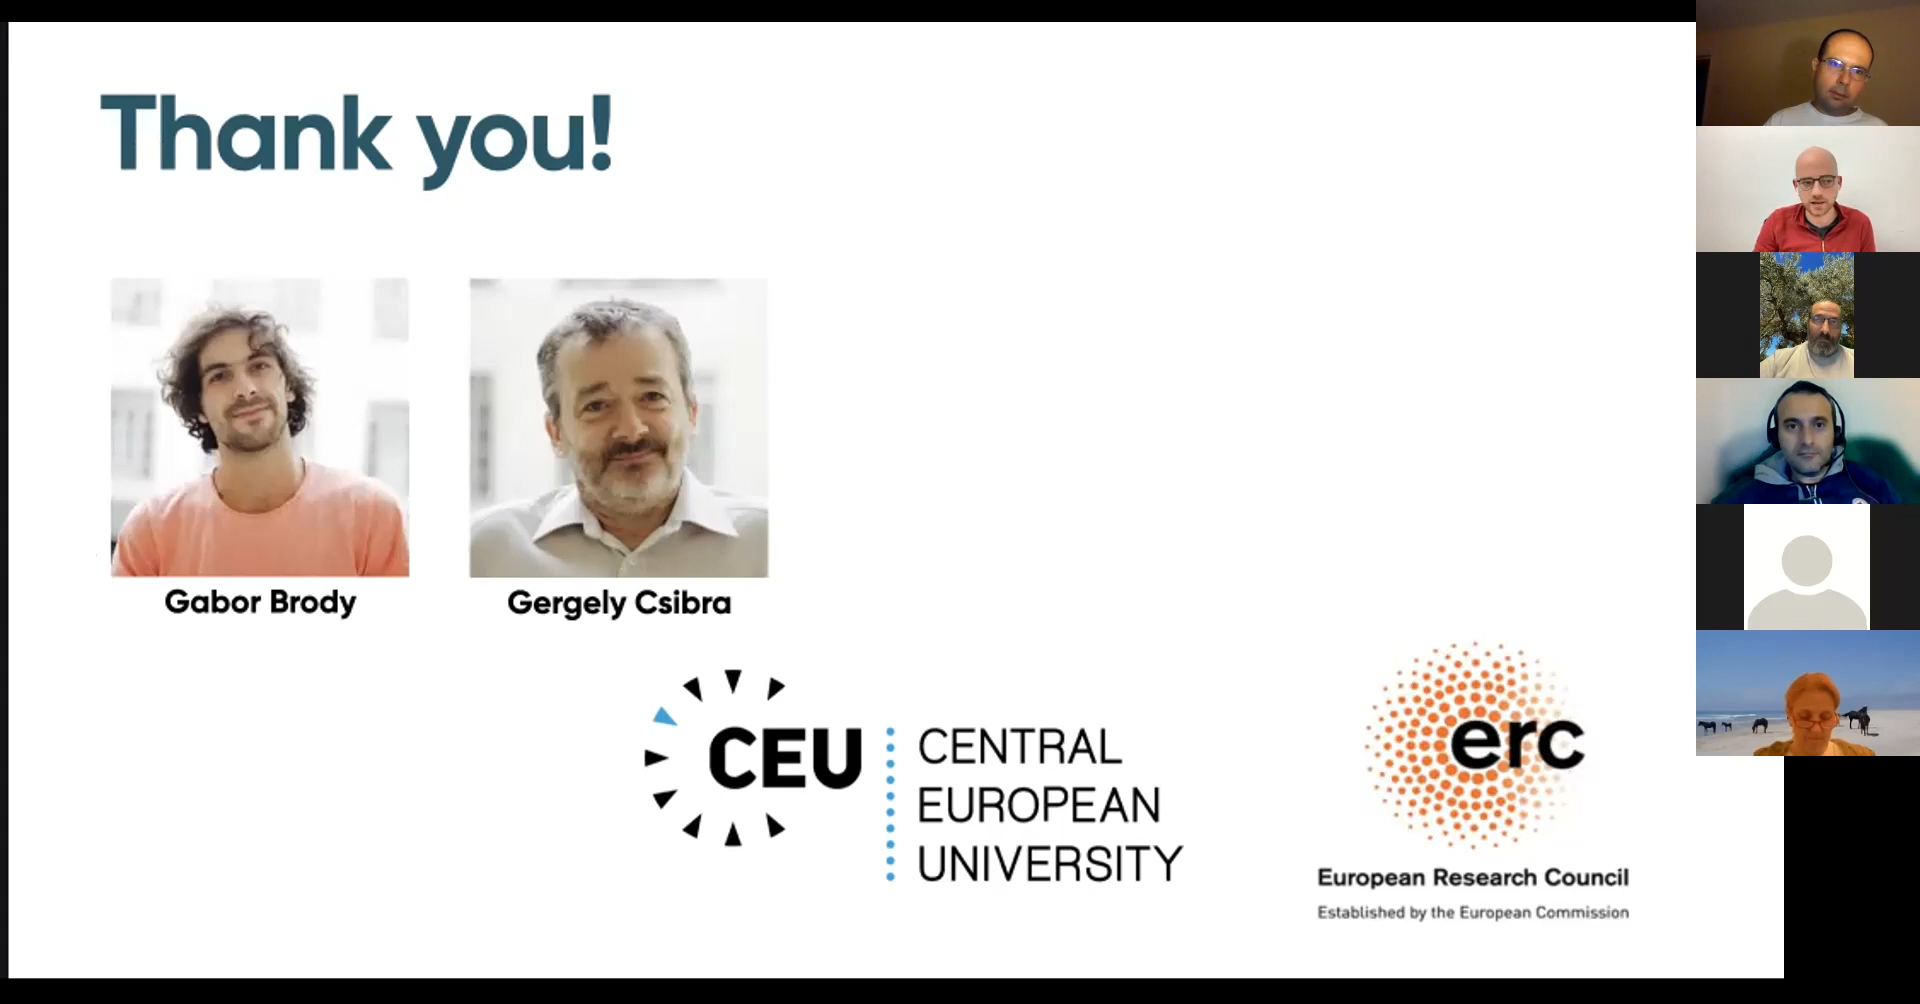 Thank you!
Gabor Brody
Gergely Csibra
CEU
CENTRAL
EUROPEAN
UNIVERSITY
erc
European Research Council
Established by the European Commission